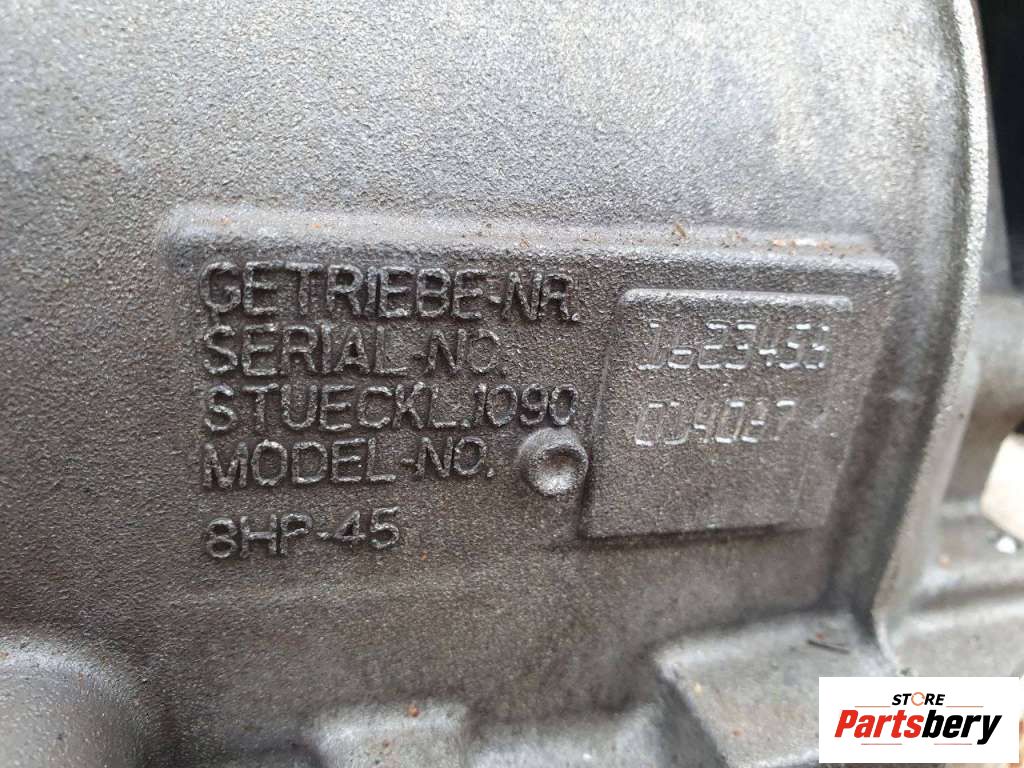 GETRIEBE-NR.
SERIAL-NO.
STUECKL.1090
MODEL-NO.
8HP-45
STORE
Partsbery